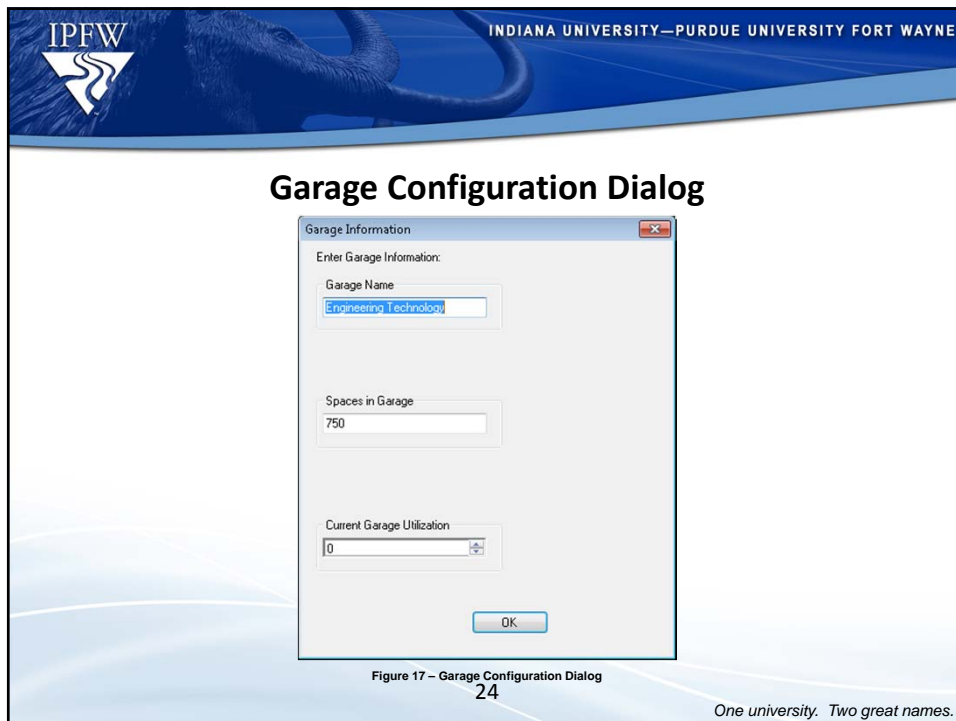 IPFW
INDIANA UNIVERSITY—PURDUE UNIVERSITY FORT WAYNE
Garage Configuration Dialog
Garage Information
Enter Garage Information:
Garage Name
Engineering Technology
Spaces in Garage
750
Current Garage Utilization
0
OK
Figure 17 – Garage Configuration Dialog
24
One university. Two great names.